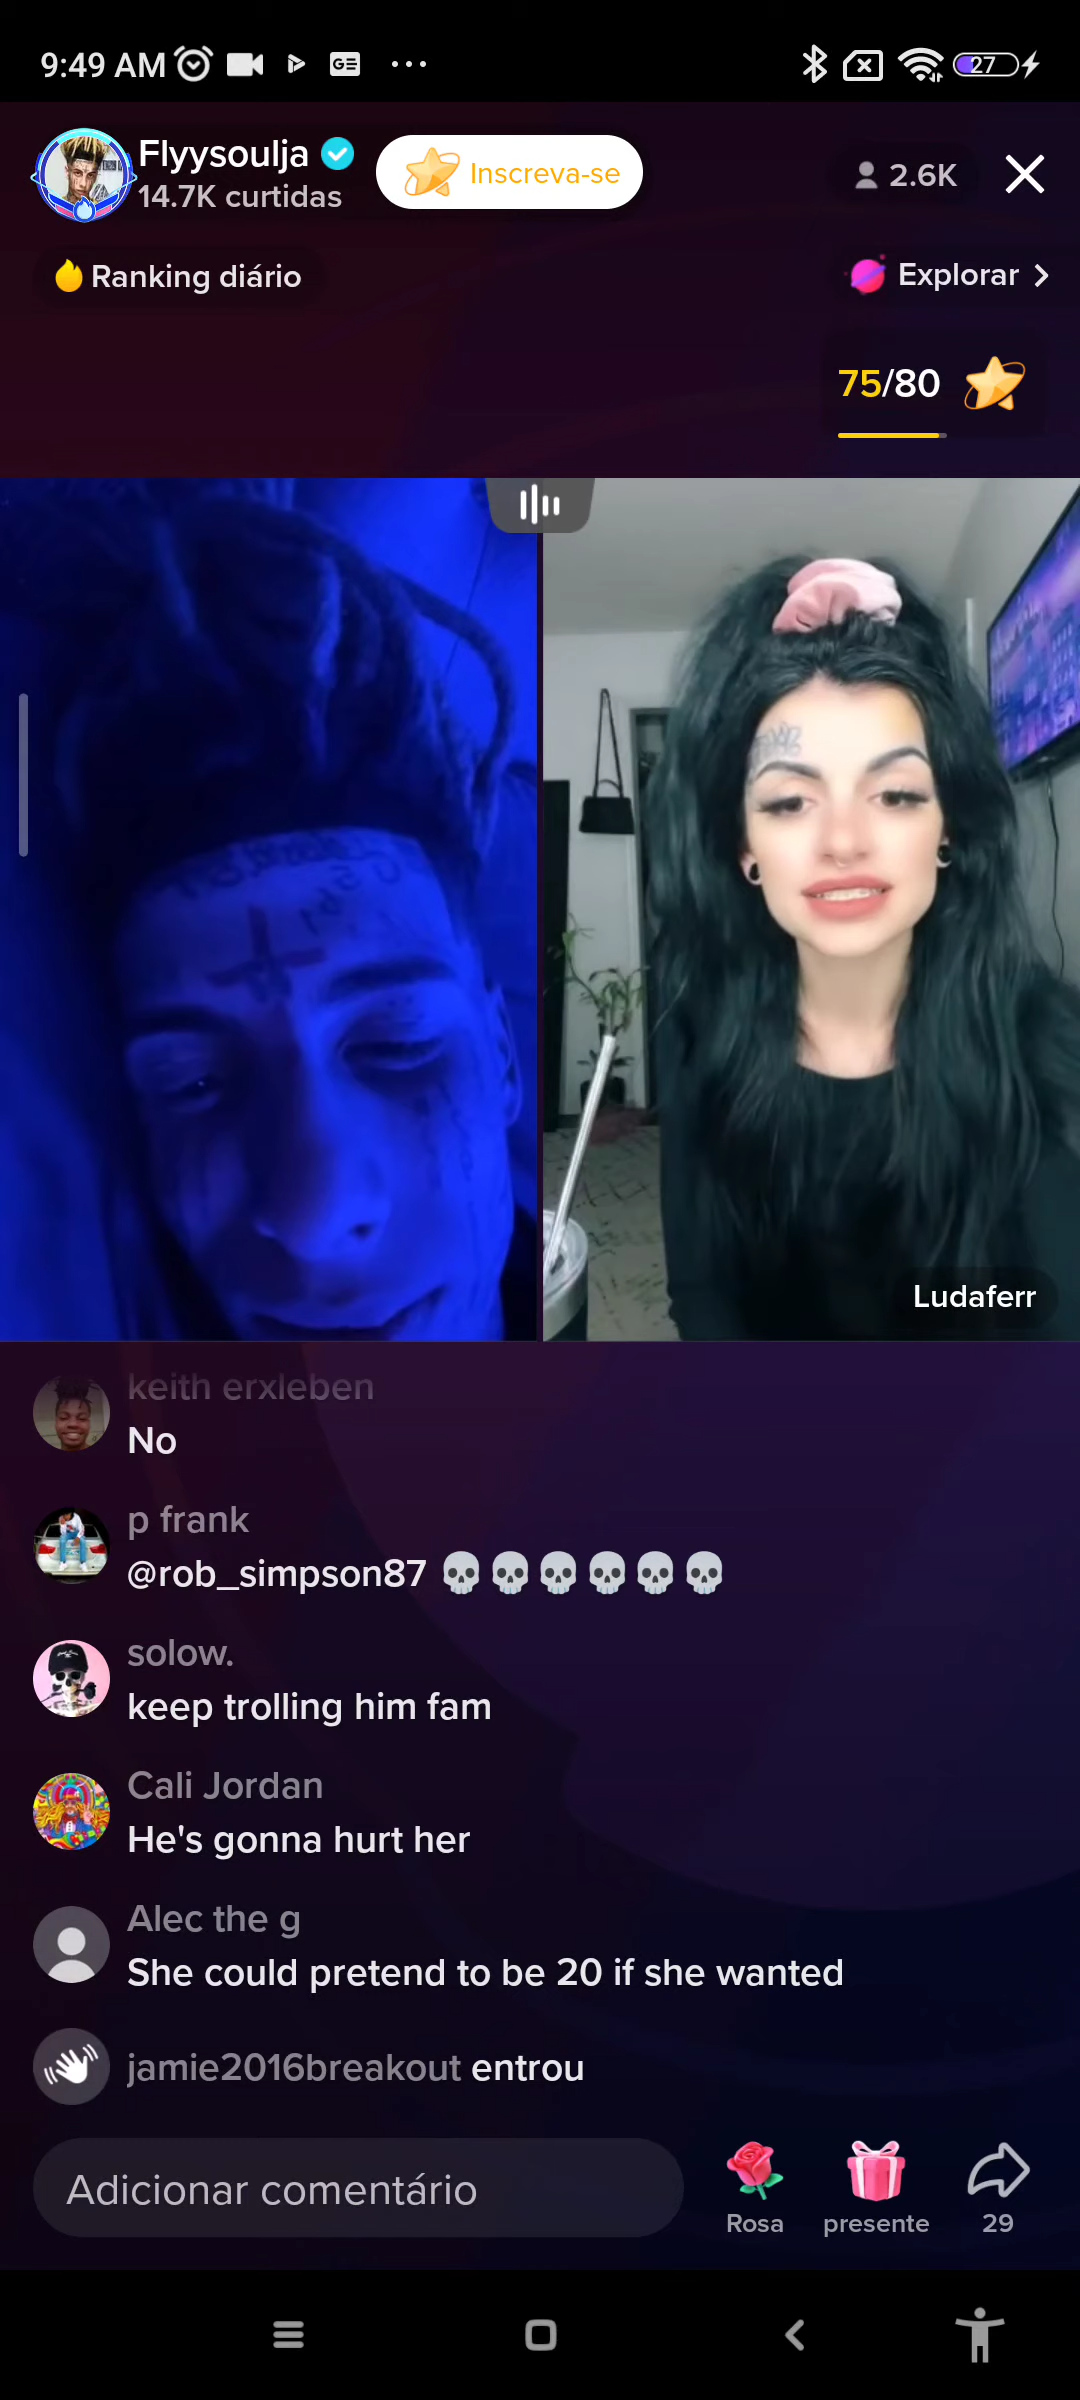 9:49 AM
27
Flyysoulja
14.7K curtidas
Inscreva-se
2.6K
Ranking diário
Explorar
75/80
Ludaferr
keith erxleben
No
p frank
@rob_simpson87 💀💀💀💀💀💀
solow.
keep trolling him fam
Cali Jordan
He's gonna hurt her
Alec the g
She could pretend to be 20 if she wanted
jamie2016breakout entrou
Adicionar comentário
Rosa
presente
29